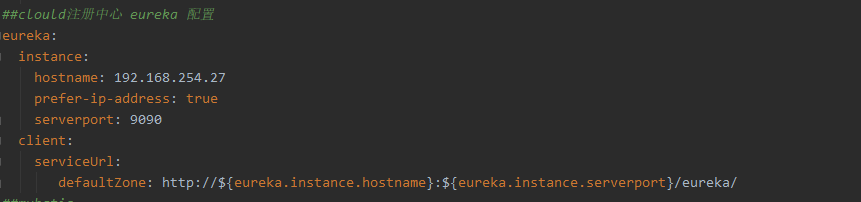 ##clould注册中心 eureka 配置
eureka:
  instance:
    hostname: 192.168.254.27
    prefer-ip-address: true
    serverport: 9090
  client:
    serviceUrl:
       defaultZone: http://${eureka.instance.hostname}:${eureka.instance.serverport}/eureka/